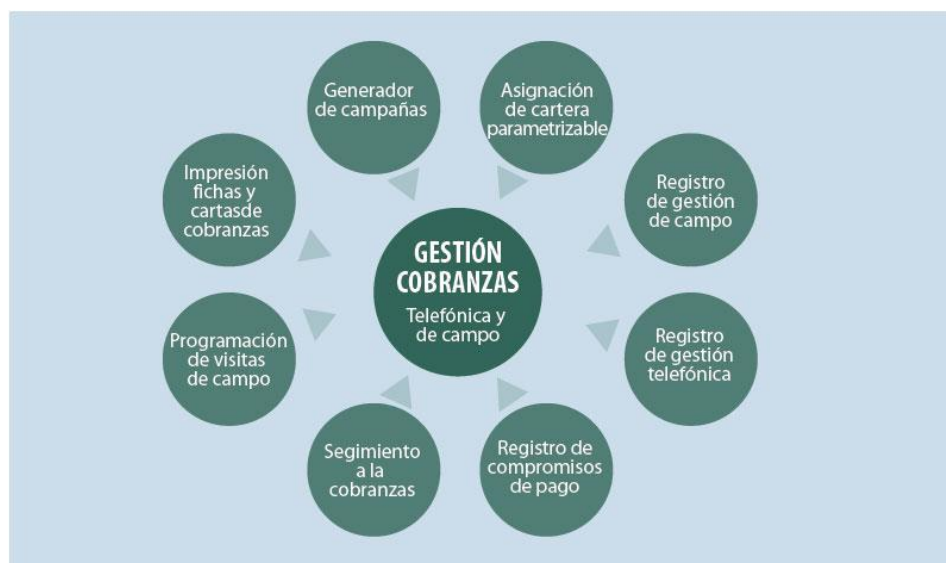 Generador
de campañas
Asignación
de cartera
parametrizable
Impresión
fichas y
cartasde
cobranzas
Registro
de gestión
de campo
GESTIÓN
COBRANZAS
Telefónica y
de campo
Programación
de visitas
de campo
Registro
de gestión
telefónica
Segimiento
a la
cobranzas
Registro de
compromisos
de pago